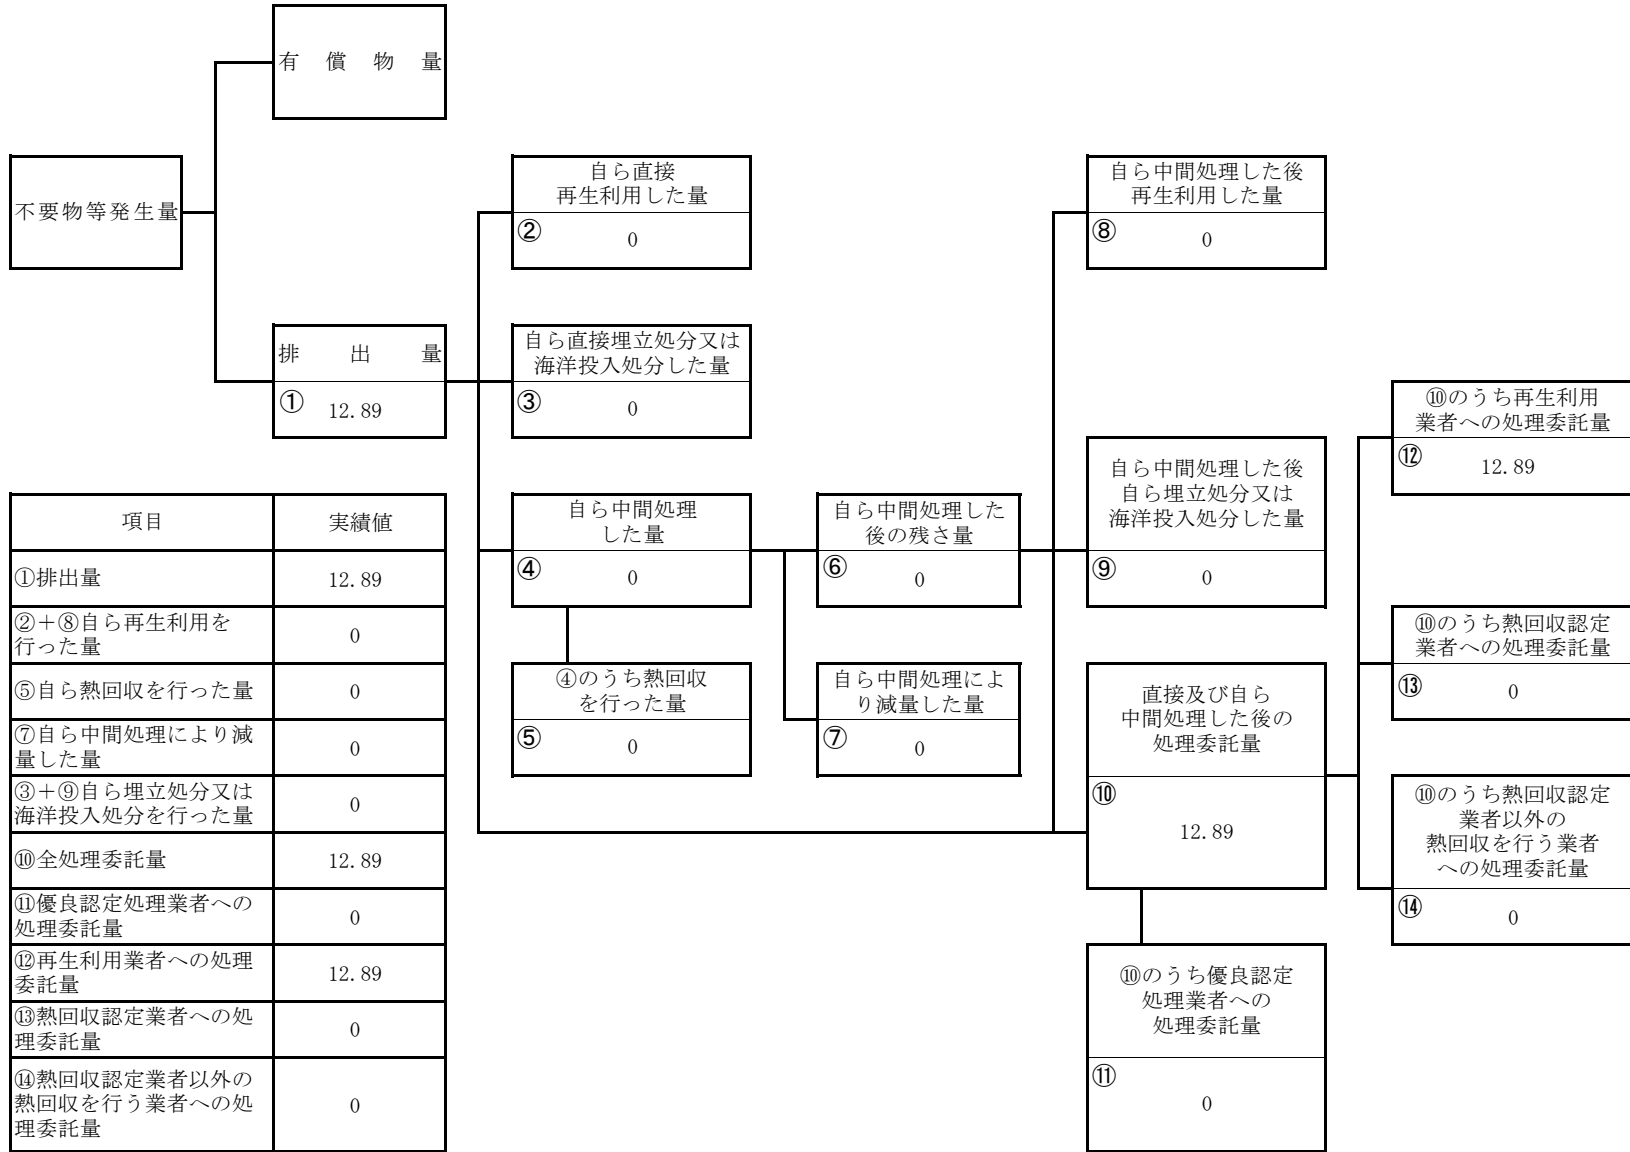 有償物量
不要物等発生量
自ら直接
再生利用した量
②
0
自ら中間処理した後
再生利用した量
⑧
0
排出量
①
12.89
自ら直接埋立処分又は
海洋投入処分した量
③
0
⑩のうち再生利用
業者への処理委託量
⑫
12.89
自ら中間処理
した量
④
0
自ら中間処理した
後の残さ量
⑥
0
自ら中間処理した後
自ら埋立処分又は
海洋投入処分した量
⑨
0
⑩のうち熱回収認定
業者への処理委託量
⑬
0
④のうち熱回収
を行った量
⑤
0
自ら中間処理によ
り減量した量
⑦
0
直接及び自ら
中間処理した後の
処理委託量
⑩
12.89
⑩のうち熱回収認定
業者以外の
熱回収を行う業者
への処理委託量
⑭
0
⑩のうち優良認定
処理業者への
処理委託量
⑪
0
項目 実績値
①排出量 12.89
②＋⑧自ら再生利用を
行った量
0
⑤自ら熱回収を行った量 0
⑦自ら中間処理により減
量した量
0
③＋⑨自ら埋立処分又は
海洋投入処分を行った量
0
⑩全処理委託量 12.89
⑪優良認定処理業者への
処理委託量
0
⑫再生利用業者への処理
委託量
12.89
⑬熱回収認定業者への処
理委託量
0
⑭熱回収認定業者以外の
熱回収を行う業者への処
理委託量
0